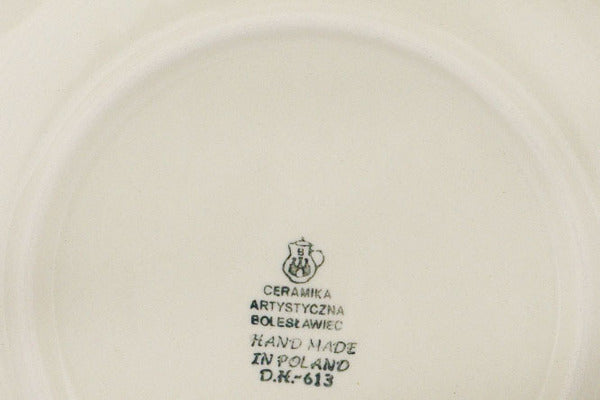 B
CERAMIKA
ARTYSTYCZNA
BOLESŁAWIEC
HAND MADE
IN POLAND
D.K.-613